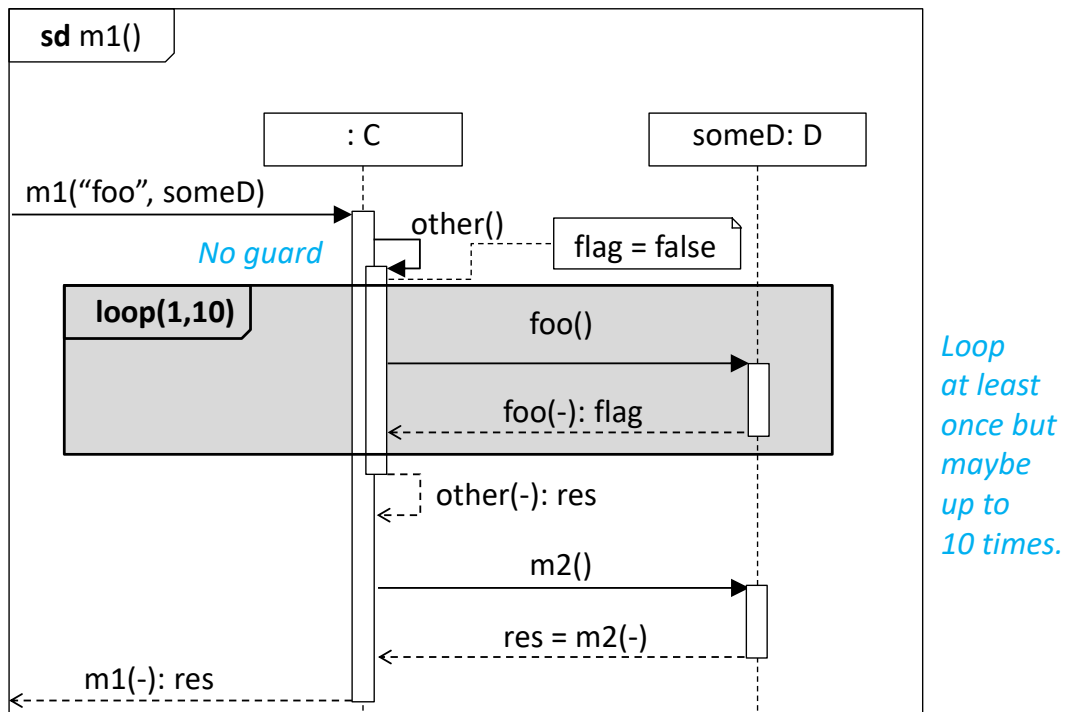 sd m1()
: C
someD: D
m1(“foo”, someD)
other()
flag = false
No guard
loop(1,10)
foo()
foo(-): flag
Loop
at least
once but
maybe
up to
10 times.
other(-): res
m2()
res = m2(-)
m1(-): res